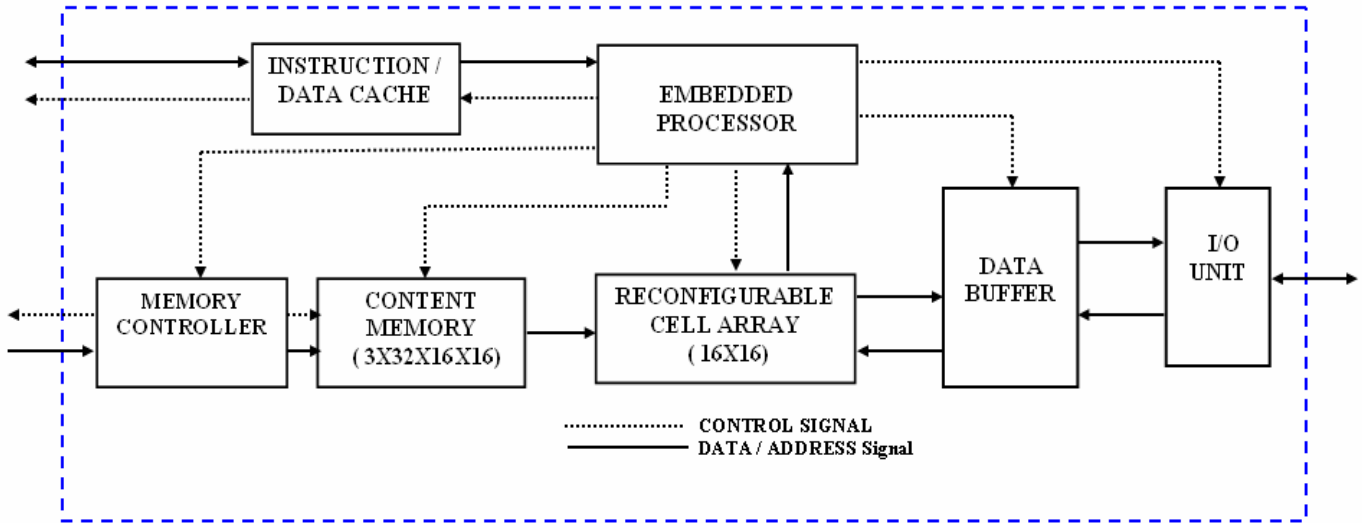 INSTRUCTION /
DATA CACHE
EMBEDDED
PROCESSOR
MEMORY
CONTROLLER
CONTENT
MEMORY
( 3X32X16X16)
RECONFIGURABLE
CELL ARRAY
( 16X16)
DATA
BUFFER
I/O
UNIT
CONTROL SIGNAL
DATA / ADDRESS Signal